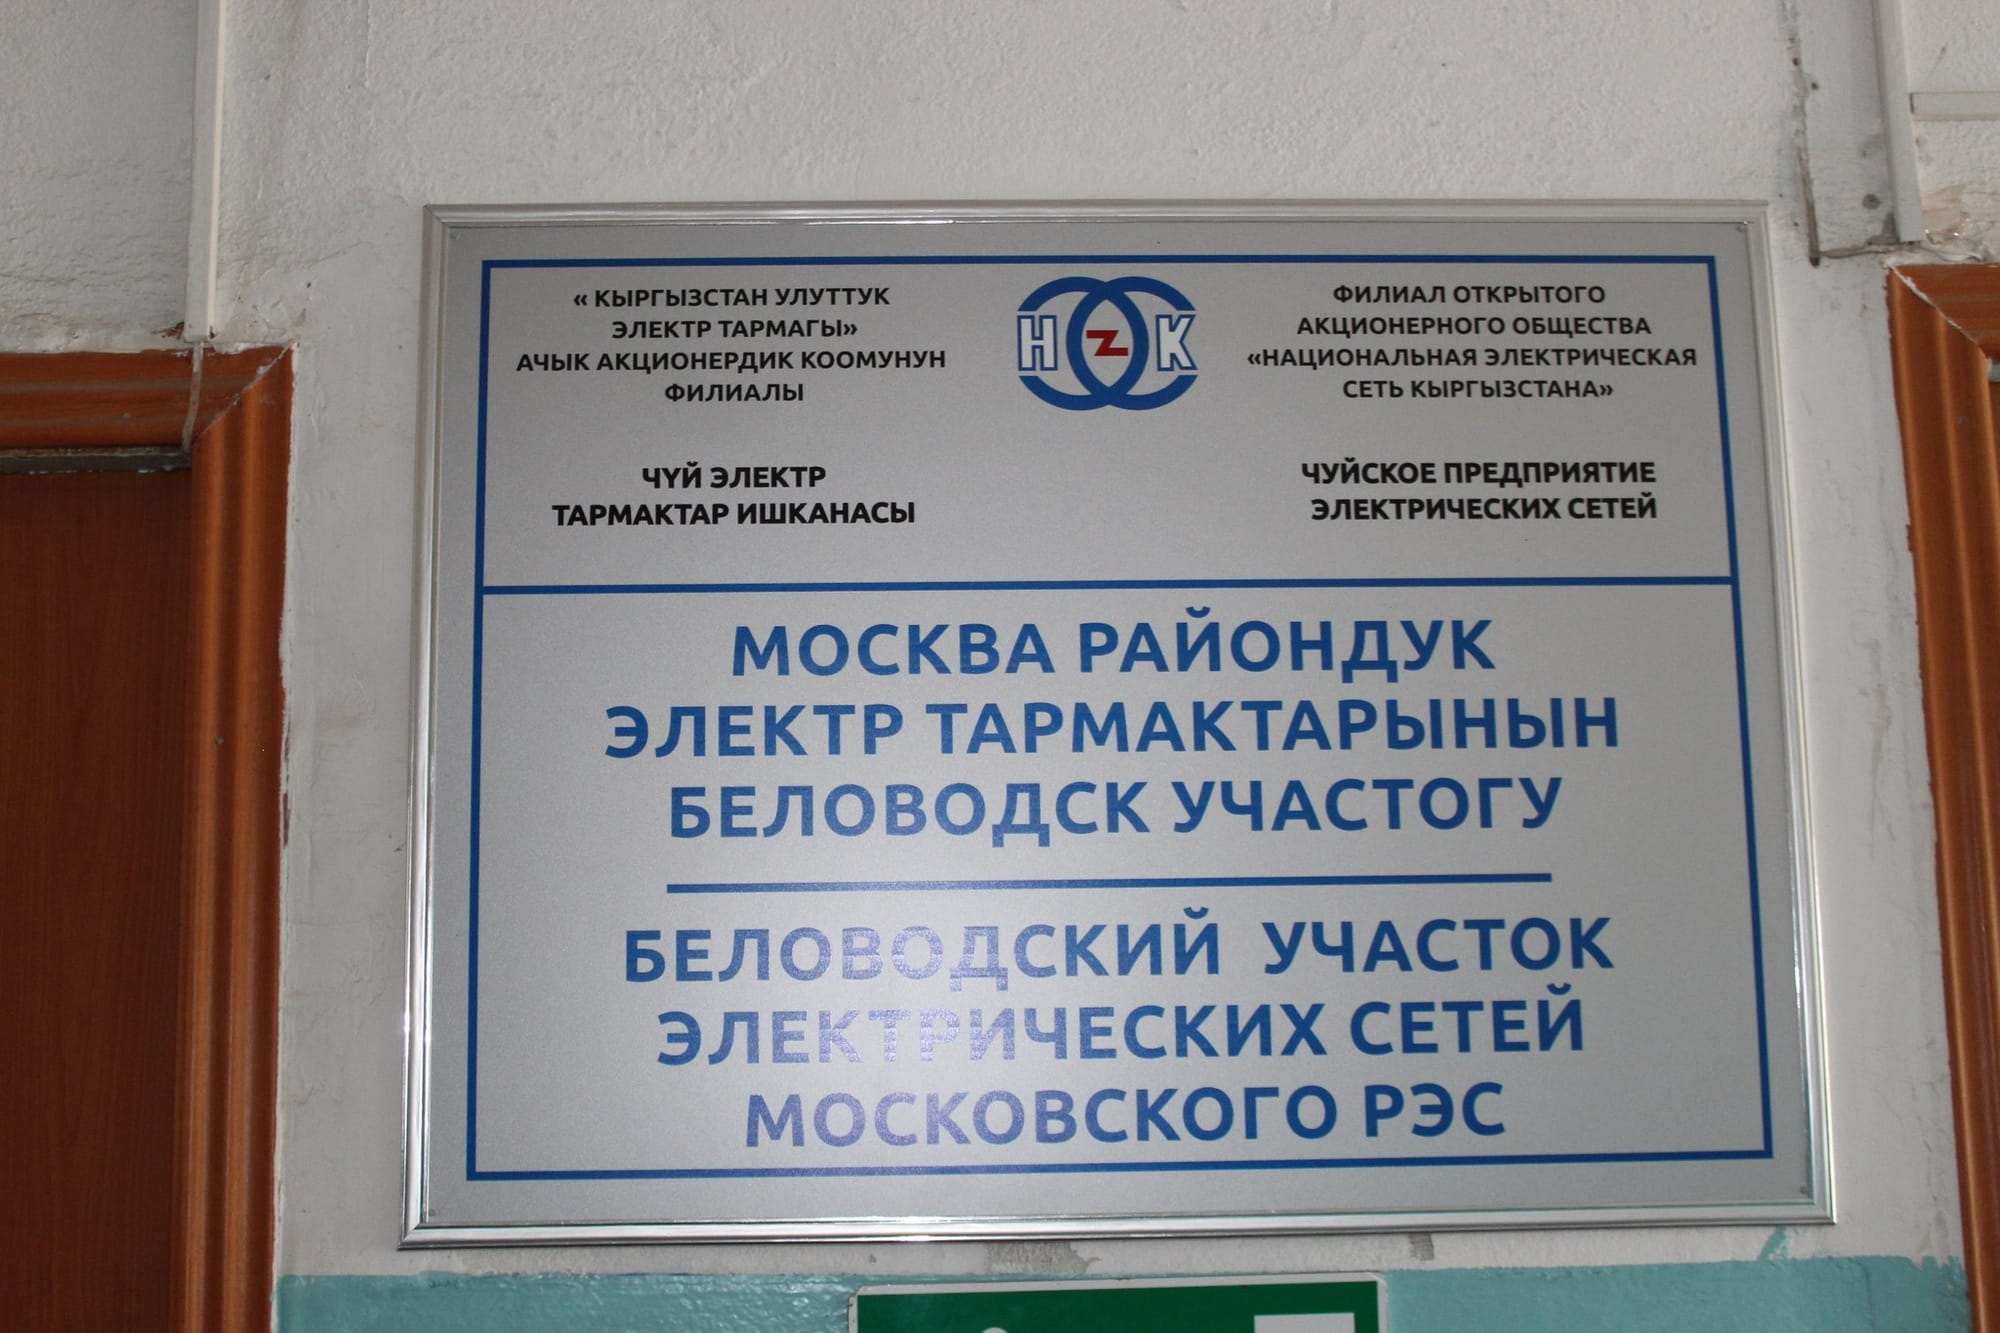 « КЫРГЫЗСТАН УЛУТТУК
ЭЛЕКТР ТАРМАГЫ»
АЧЫК АКЦИОНЕРДИК КООМУНУН
ФИЛИАЛЫ
ЧҮЙ ЭЛЕКТР
ТАРМАКТАР ИШКАНАСЫ
Н Э К
ФИЛИАЛ ОТКРЫТОГО
АКЦИОНЕРНОГО ОБЩЕСТВА
«НАЦИОНАЛЬНАЯ ЭЛЕКТРИЧЕСКАЯ
СЕТЬ КЫРГЫЗСТАНА»
ЧУЙСКОЕ ПРЕДПРИЯТИЕ
ЭЛЕКТРИЧЕСКИХ СЕТЕЙ
МОСКВА РАЙОНДУК
ЭЛЕКТР ТАРМАКТАРЫНЫН
БЕЛОВОДСК УЧАСТОГУ
БЕЛОВОДСКИЙ УЧАСТОК
ЭЛЕКТРИЧЕСКИХ СЕТЕЙ
МОСКОВСКОГО РЭС